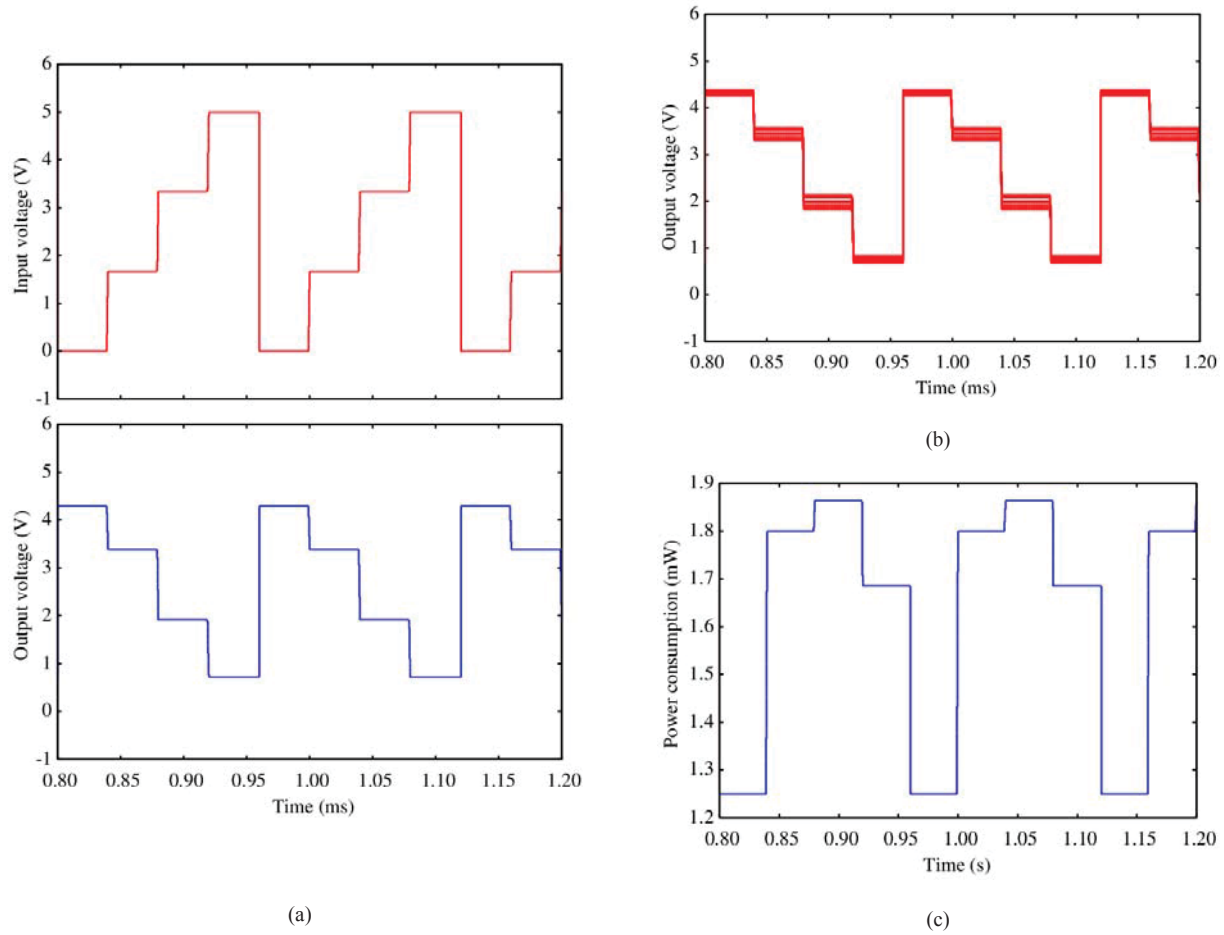 6
5
4
3
2
1
0
-1
Input voltage (V)
6
5
4
3
2
1
0
-1
Output voltage (V)
0.80 0.85 0.90 0.95 1.00 1.05 1.10 1.15 1.20
Time (ms)
(a)
6
5
4
3
2
1
0
-1
Output voltage (V)
0.80 0.85 0.90 0.95 1.00 1.05 1.10 1.15 1.20
Time (ms)
(b)
1.9
1.8
1.7
1.6
1.5
1.4
1.3
1.2
Power consumption (mW)
0.80 0.85 0.90 0.95 1.00 1.05 1.10 1.15 1.20
Time (s)
(c)